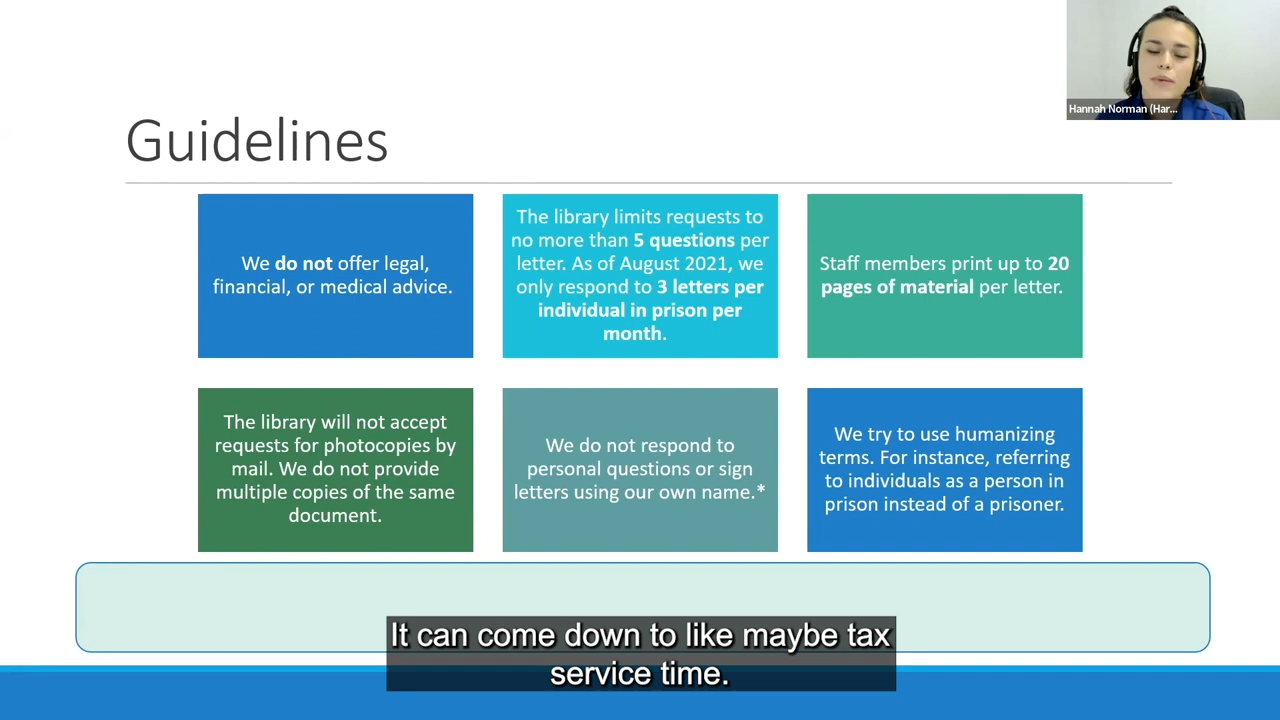 Hannah Norman (Har...
Guidelines
We do not offer legal,
financial, or medical advice.
The library limits requests to
no more than 5 questions per
letter. As of August 2021, we
only respond to 3 letters per
individual in prison per
month.
Staff members print up to 20
pages of material per letter.
The library will not accept
requests for photocopies by
mail. We do not provide
multiple copies of the same
document.
We do not respond to
personal questions or sign
letters using our own name.*
We try to use humanizing
terms. For instance, referring
to individuals as a person in
prison instead of a prisoner.
It can come down to like maybe tax
service time.